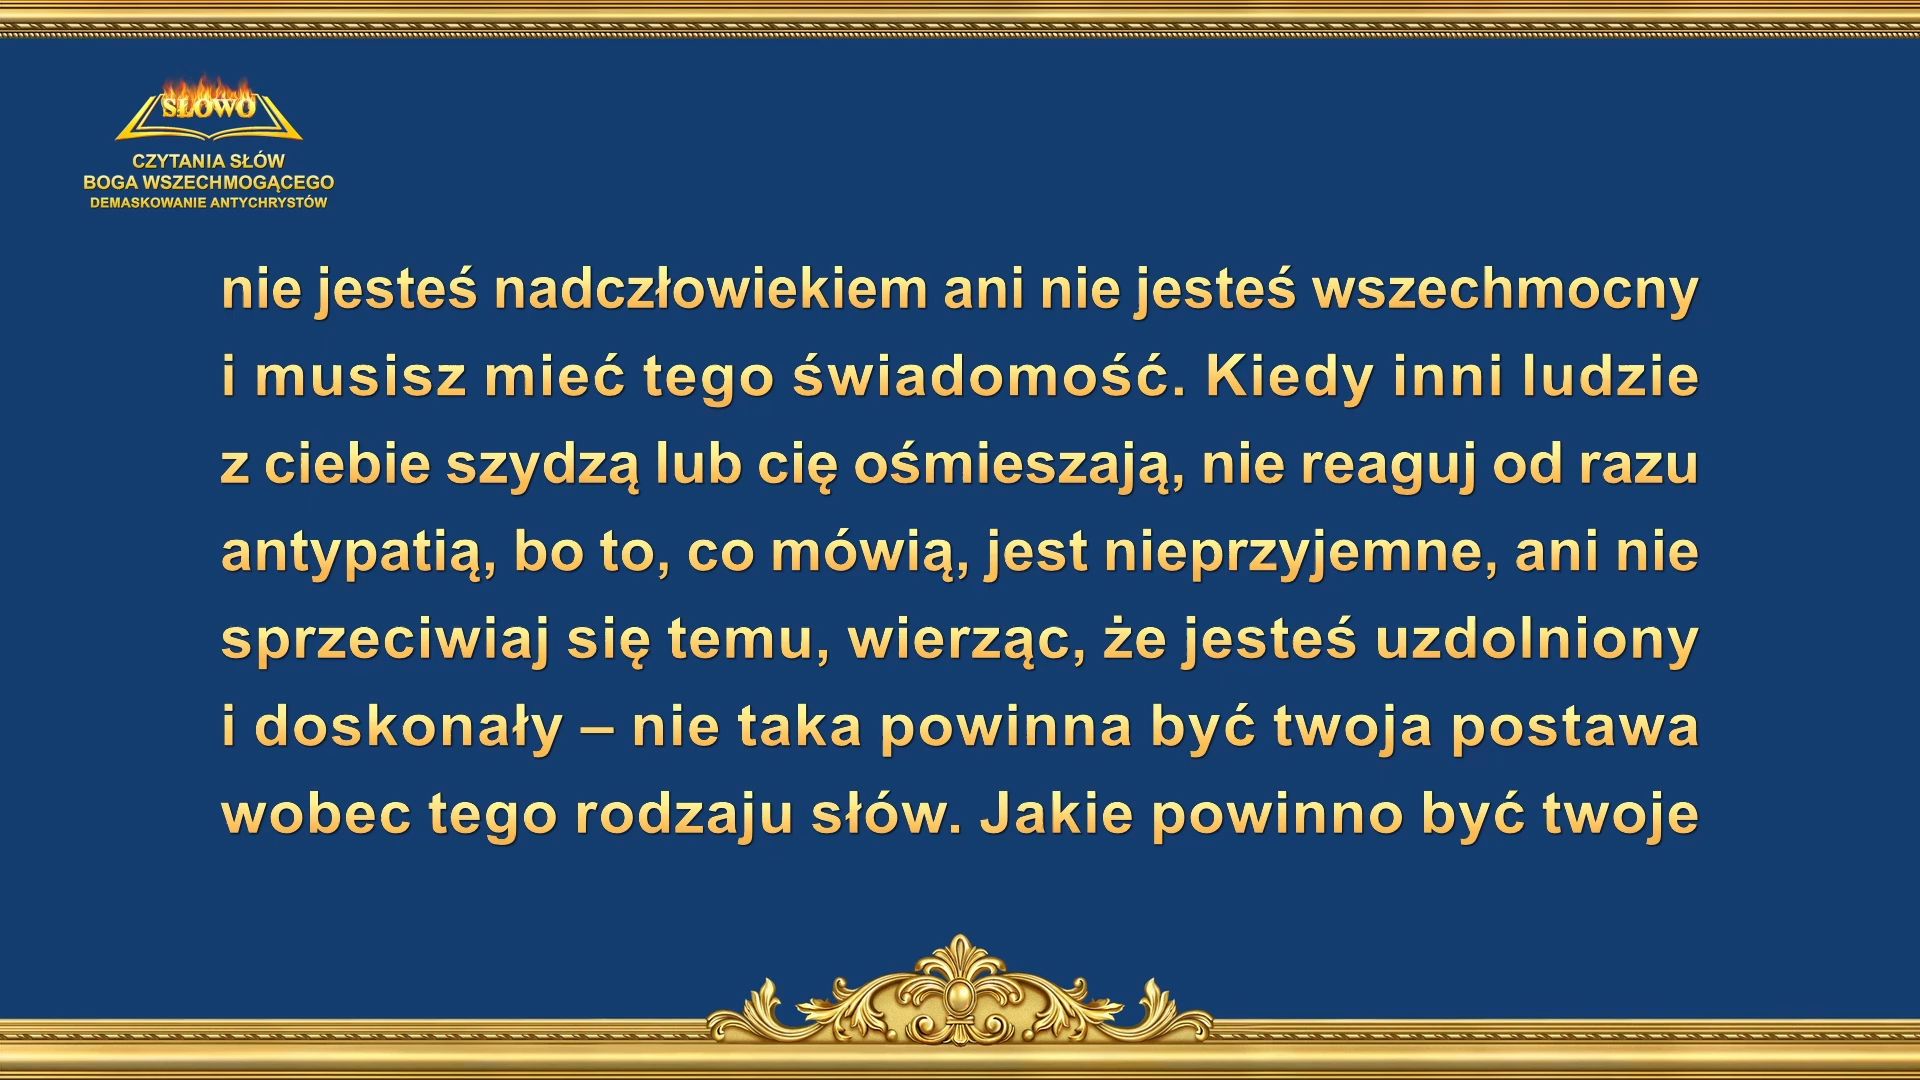 SŁOWO
CZYTANIA SŁÓW
BOGA WSZECHMOGĄCEGO
DEMASKOWANIE ANTYCHRYSTÓW
nie jesteś nadczłowiekiem ani nie jesteś wszechmocny
i musisz mieć tego świadomość. Kiedy inni ludzie
z ciebie szydzą lub cię ośmieszają, nie reaguj od razu
antypatią, bo to, co mówią, jest nieprzyjemne, ani nie
sprzeciwiaj się temu, wierząc, że jesteś uzdolniony
i doskonały – nie taka powinna być twoja postawa
wobec tego rodzaju słów. Jakie powinno być twoje